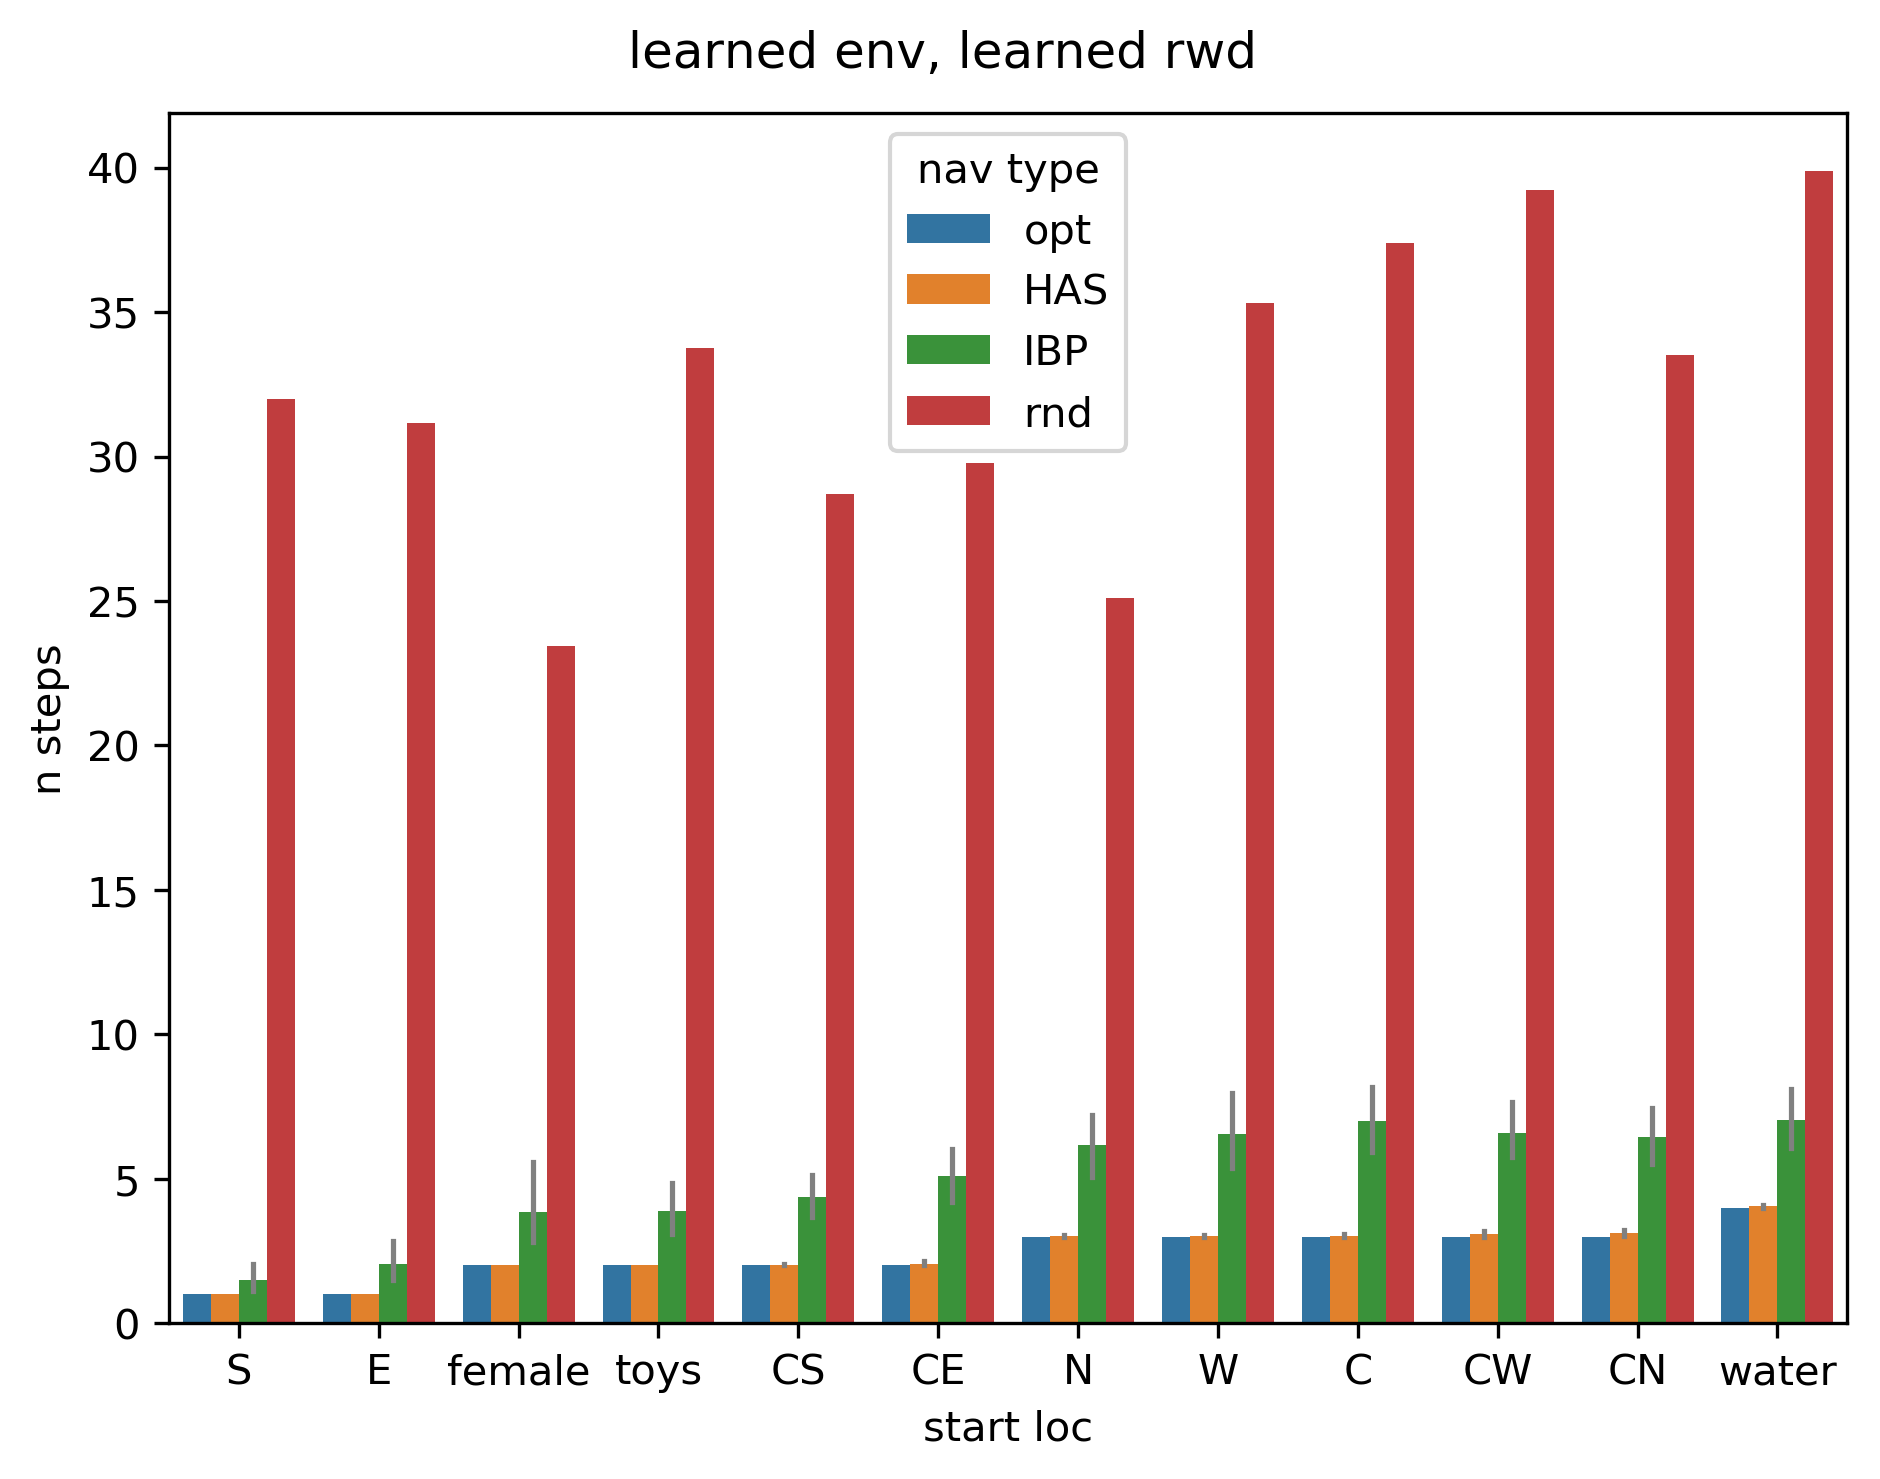 learned env, learned rwd
nav type
opt
HAS
IBP
rnd
n steps
40
35
30
25
20
15
10
5
0
S E female toys CS CE N W C CW CN water
start loc